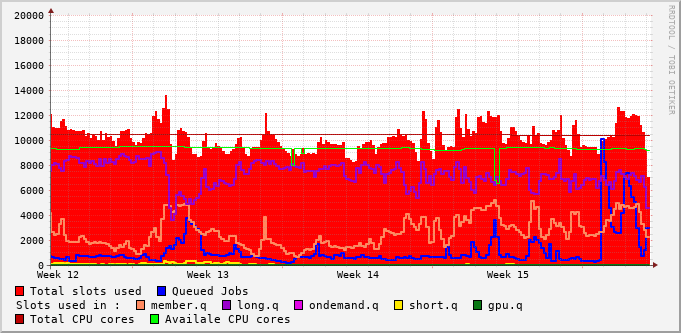 20000
18000
16000
14000
12000
10000
8000
6000
4000
2000
0
Week 12 Week 13 Week 14 Week 15
Total slots used Queued Jobs
Slots used in : member.q long.q ondemand.q short.q gpu.q
Total CPU cores Availale CPU cores
RRDTOOL / TOBI OETIKER